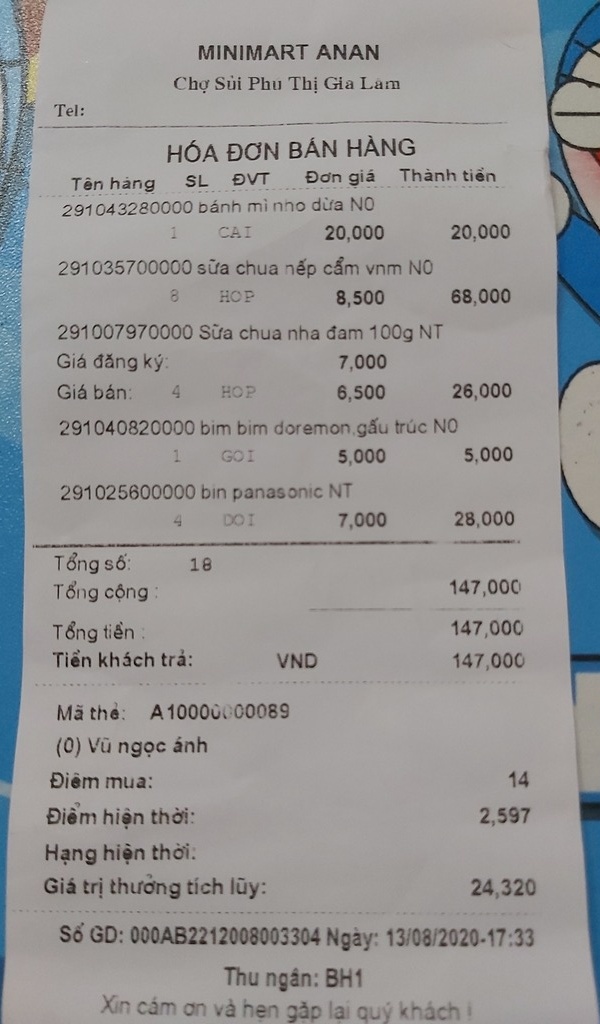 MINIMART ANAN
Chợ Sủi Phu Thị Gia Lâm
Tel:
HÓA ĐƠN BÁN HÀNG
Tên hàng SL ĐVT Đơn giá Thành tiền
291043280000 bánh mì nho dừa N0
1 CAI 20,000 20,000
291035700000 sữa chua nếp cẩm vnm N0
8 HOP 8,500 68,000
291007970000 Sữa chua nha đam 100g NT
Giá đăng ký: 7,000
Giá bán: 4 HOP 6,500 26,000
291040820000 bim bim doremon,gấu trúc N0
1 GOI 5,000 5,000
291025600000 bin panasonic NT
4 DOI 7,000 28,000
Tổng số: 18
Tổng cộng : 147,000
Tổng tiền : 147,000
Tiền khách trả: VND 147,000
Mã thẻ: A10000000089
(0) Vũ ngọc ánh
Điểm mua: 14
Điểm hiện thời: 2,597
Hạng hiện thời:
Giá trị thưởng tích lũy: 24,320
Số GD: 000AB2212008003304 Ngày: 13/08/2020-17:33
Thu ngân: BH1
Xin cám ơn và hẹn gặp lại quý khách !